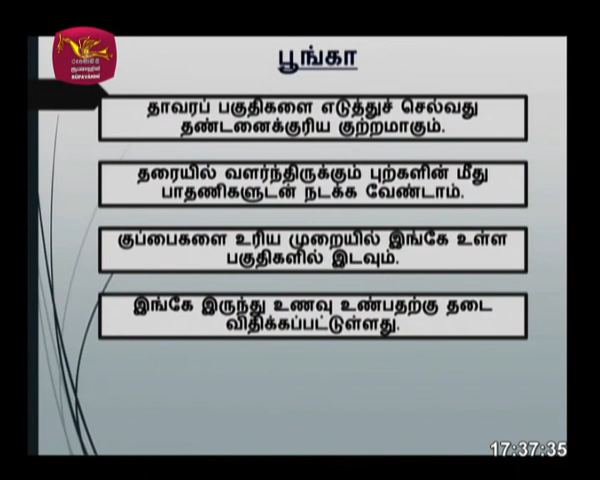 பூங்கா
தாவரப் பகுதிகளை எடுத்துச் செல்வது
தண்டனைக்குரிய குற்றமாகும்.
தரையில் வளர்ந்திருக்கும் புற்களின் மீது
பாதணிகளுடன் நடக்க வேண்டாம்.
குப்பைகளை உரிய முறையில் இங்கே உள்ள
பகுதிகளில் இடவும்.
இங்கே இருந்து உணவு உண்பதற்கு தடை
விதிக்கப்பட்டுள்ளது.
17:37:35